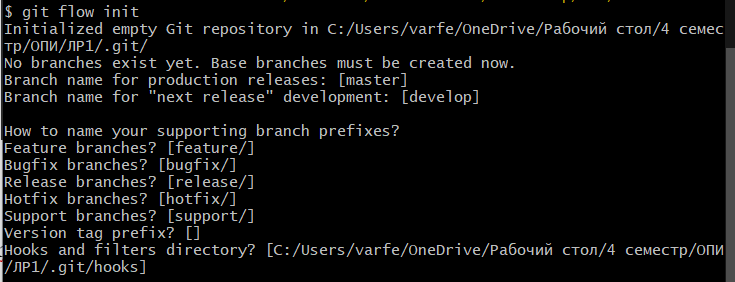 $ git flow init
Initialized empty Git repository in C:/Users/varfe/OneDrive/Рабочий стол/4 семес
тр/ОПИ/ЛР1/.git/
No branches exist yet. Base branches must be created now.
Branch name for production releases: [master]
Branch name for "next release" development: [develop]

How to name your supporting branch prefixes?
Feature branches? [feature/]
Bugfix branches? [bugfix/]
Release branches? [release/]
Hotfix branches? [hotfix/]
Support branches? [support/]
Version tag prefix? []
Hooks and filters directory? [C:/Users/varfe/OneDrive/Рабочий стол/4 семестр/ОПИ
/ЛР1/.git/hooks]